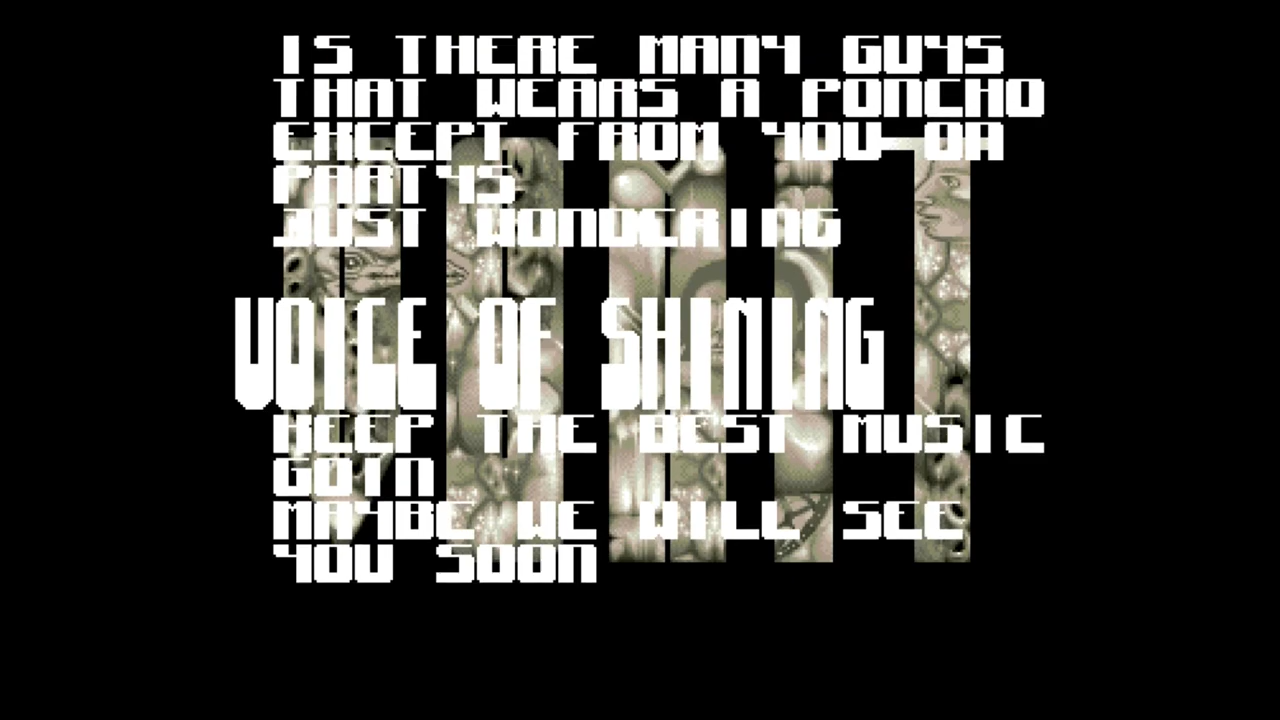 IS THERE MANY GUYS
THAT WEARS A PONCHO
EXCEPT FROM YOU OR
PARTYS
JUST WONDERING
VOICE OF SHINING
KEEP THE BEST MUSIC
GOIN
MAYBE WE WILL SEE
YOU SOON